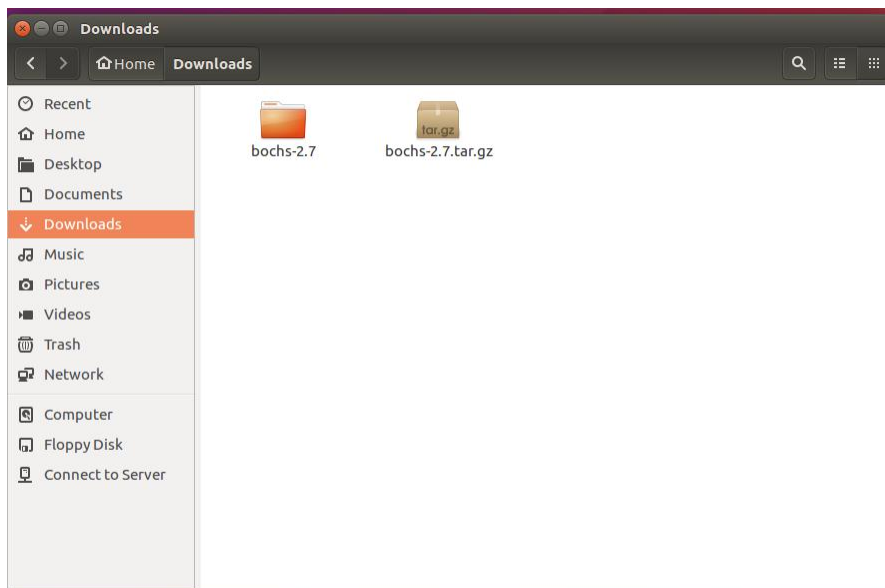 Downloads
Home Downloads
Recent
Home
Desktop
Documents
Downloads
Music
Pictures
Videos
Trash
Network
Computer
Floppy Disk
Connect to Server
tar.gz
bochs-2.7
bochs-2.7.tar.gz